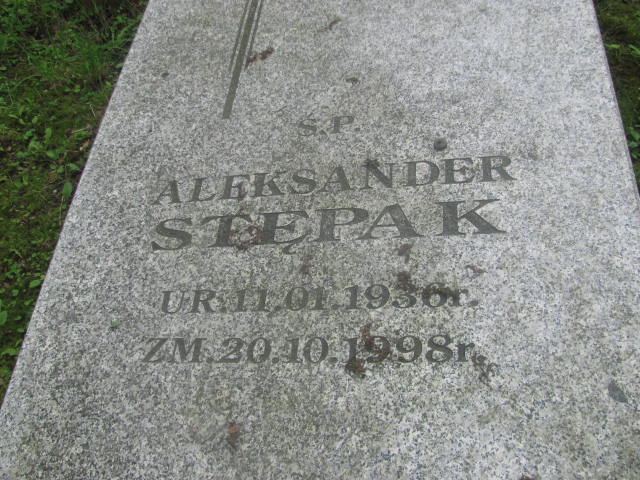 Ś.P.
ALEKSANDER
STĘPAK
UR.11.01.1936r.
ZM.20.10.1998r.